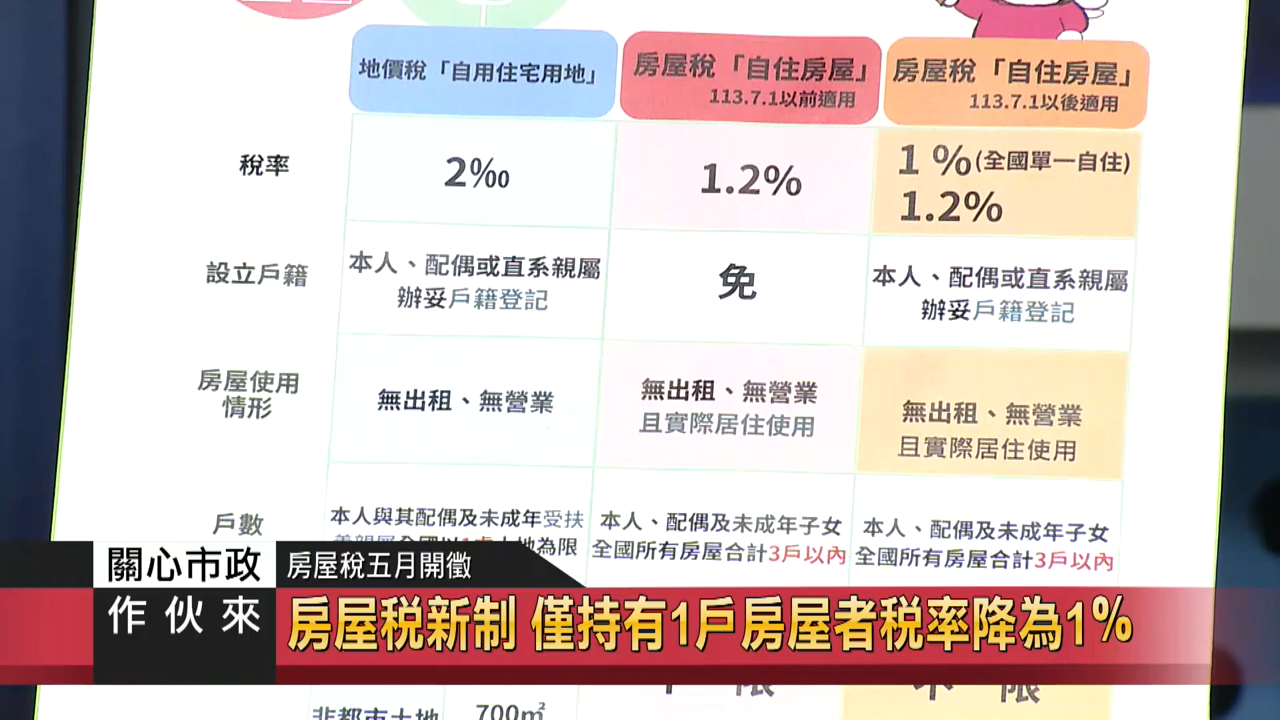 地價稅「自用住宅用地」
房屋稅「自住房屋」
113.7.1以前適用
房屋稅「自住房屋」
113.7.1以後適用
稅率
2‰
1.2%
1%(全國單一自住)
1.2%
設立戶籍
本人、配偶或直系親屬
辦妥戶籍登記
免
本人、配偶或直系親屬
辦妥戶籍登記
房屋使用
情形
無出租、無營業
無出租、無營業
且實際居住使用
無出租、無營業
且實際居住使用
戶數
本人與其配偶及未成年受扶
為限
本人、配偶及未成年子女
全國所有房屋合計3戶以內
本人、配偶及未成年子女
全國所有房屋合計3戶以內
關心市政
作伙來
房屋稅五月開徵
房屋稅新制 僅持有1戶房屋者稅率降為1%
非都市土地
700㎡